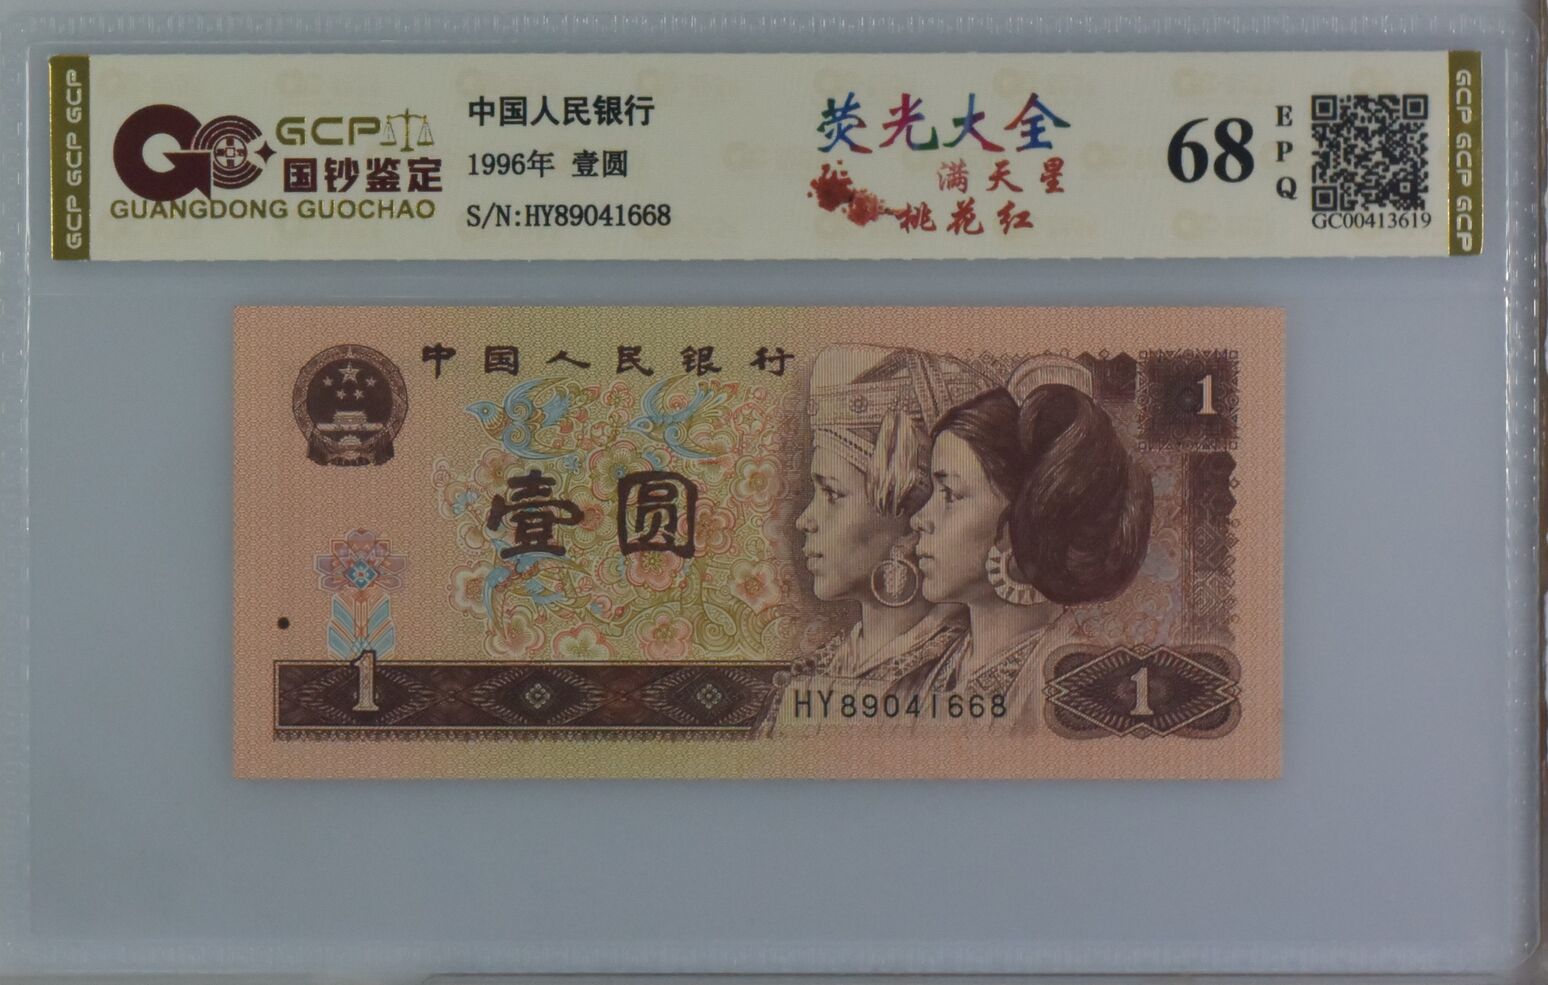 GCP GCP GCP
GCP
国钞鉴定
GUANGDONG GUOCHAO
中国人民银行
1996年 壹圆
S/N:HY89041668
荧光大全
满天星
桃花红
68
EPQ
GC00413619
GCP GCP GCP
中国人民银行
1
壹圆
1
HY89041668
1